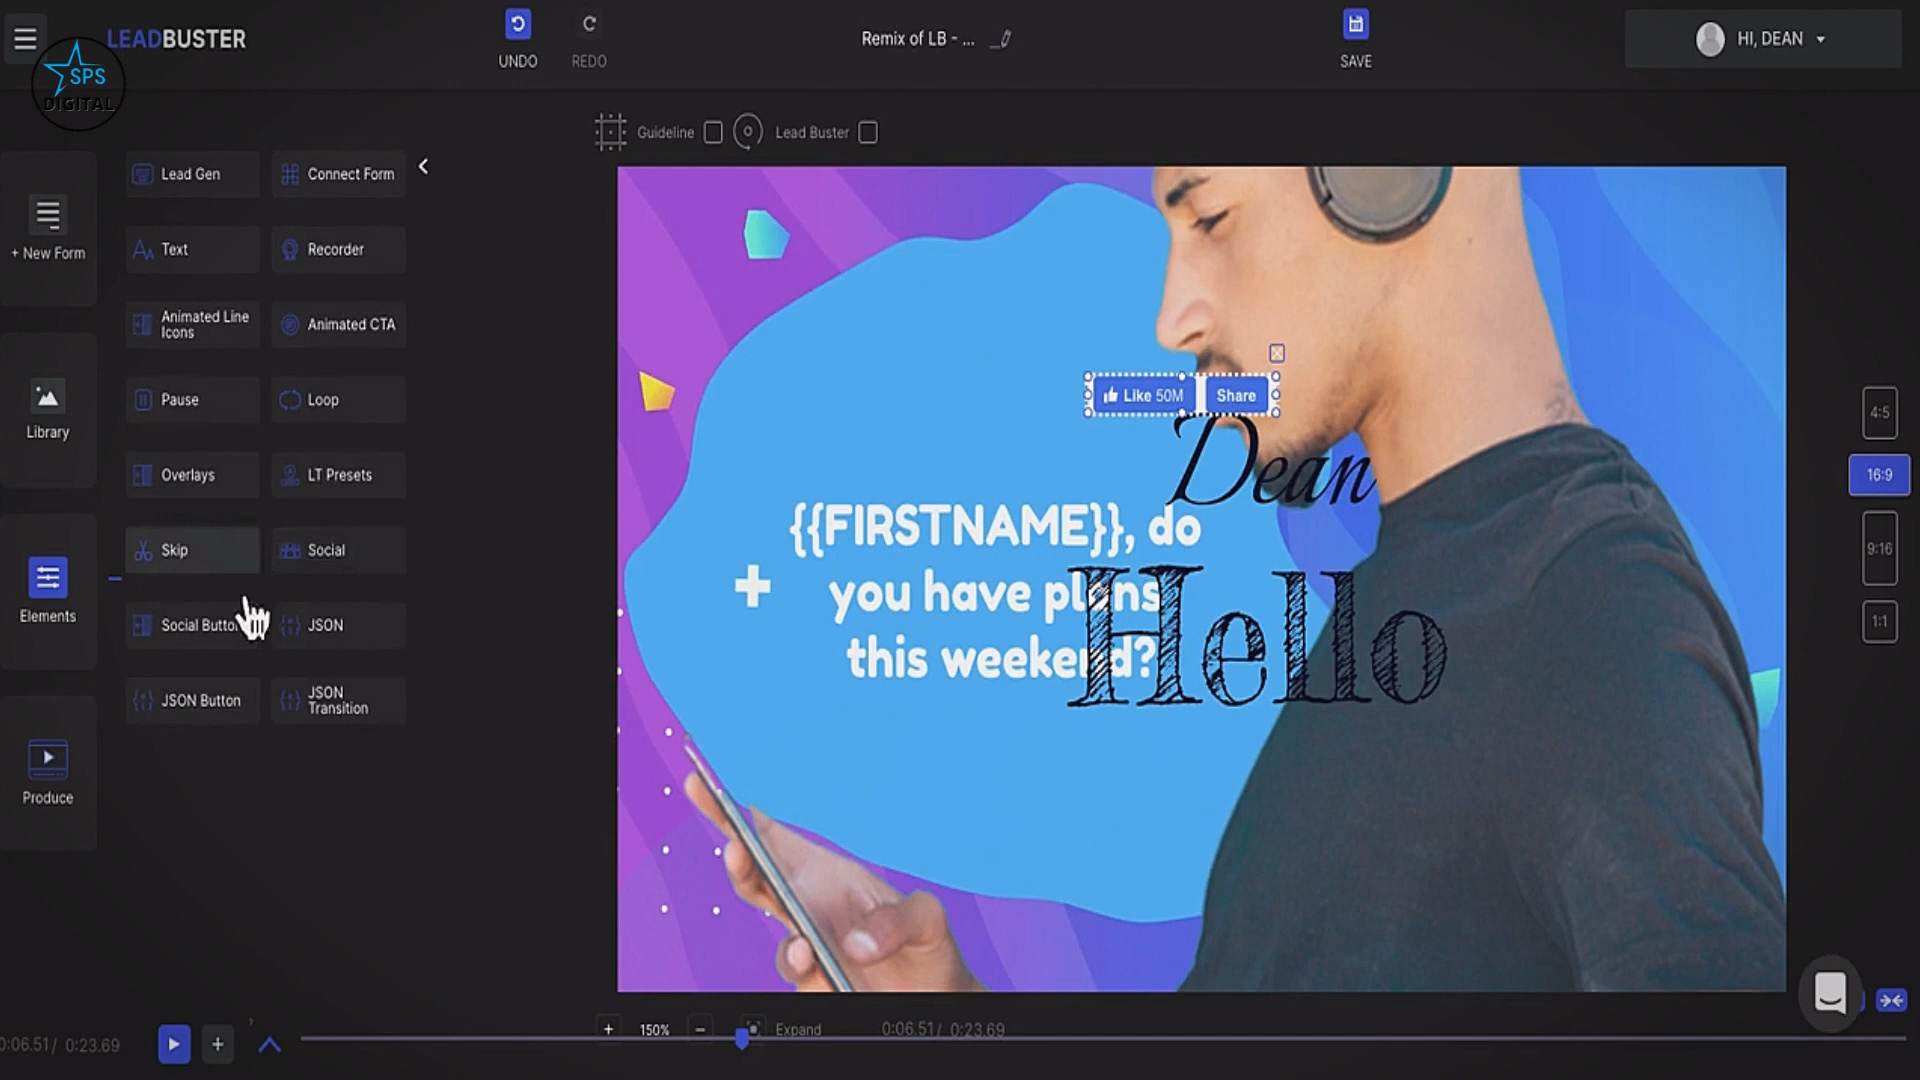 LEADBUSTER
SPS
DIGITAL
UNDO
REDO
Remix of LB - ...
SAVE
HI, DEAN
Guideline
Lead Buster
+ New Form
Library
Elements
Produce
Lead Gen
Connect Form
Text
Recorder
Animated Line
Icons
Animated CTA
Pause
Loop
Overlays
LT Presets
Skip
Social
Social Butto
JSON
JSON Button
JSON
Transition
Like 50M
Share
Dean
{{FIRSTNAME}}, do
you have plans
this weekend?
Hello
4:5
16:9
9:16
1:1
+ 150% −
Expand
0:06.51/ 0:23.69
0:06.51/ 0:23.69